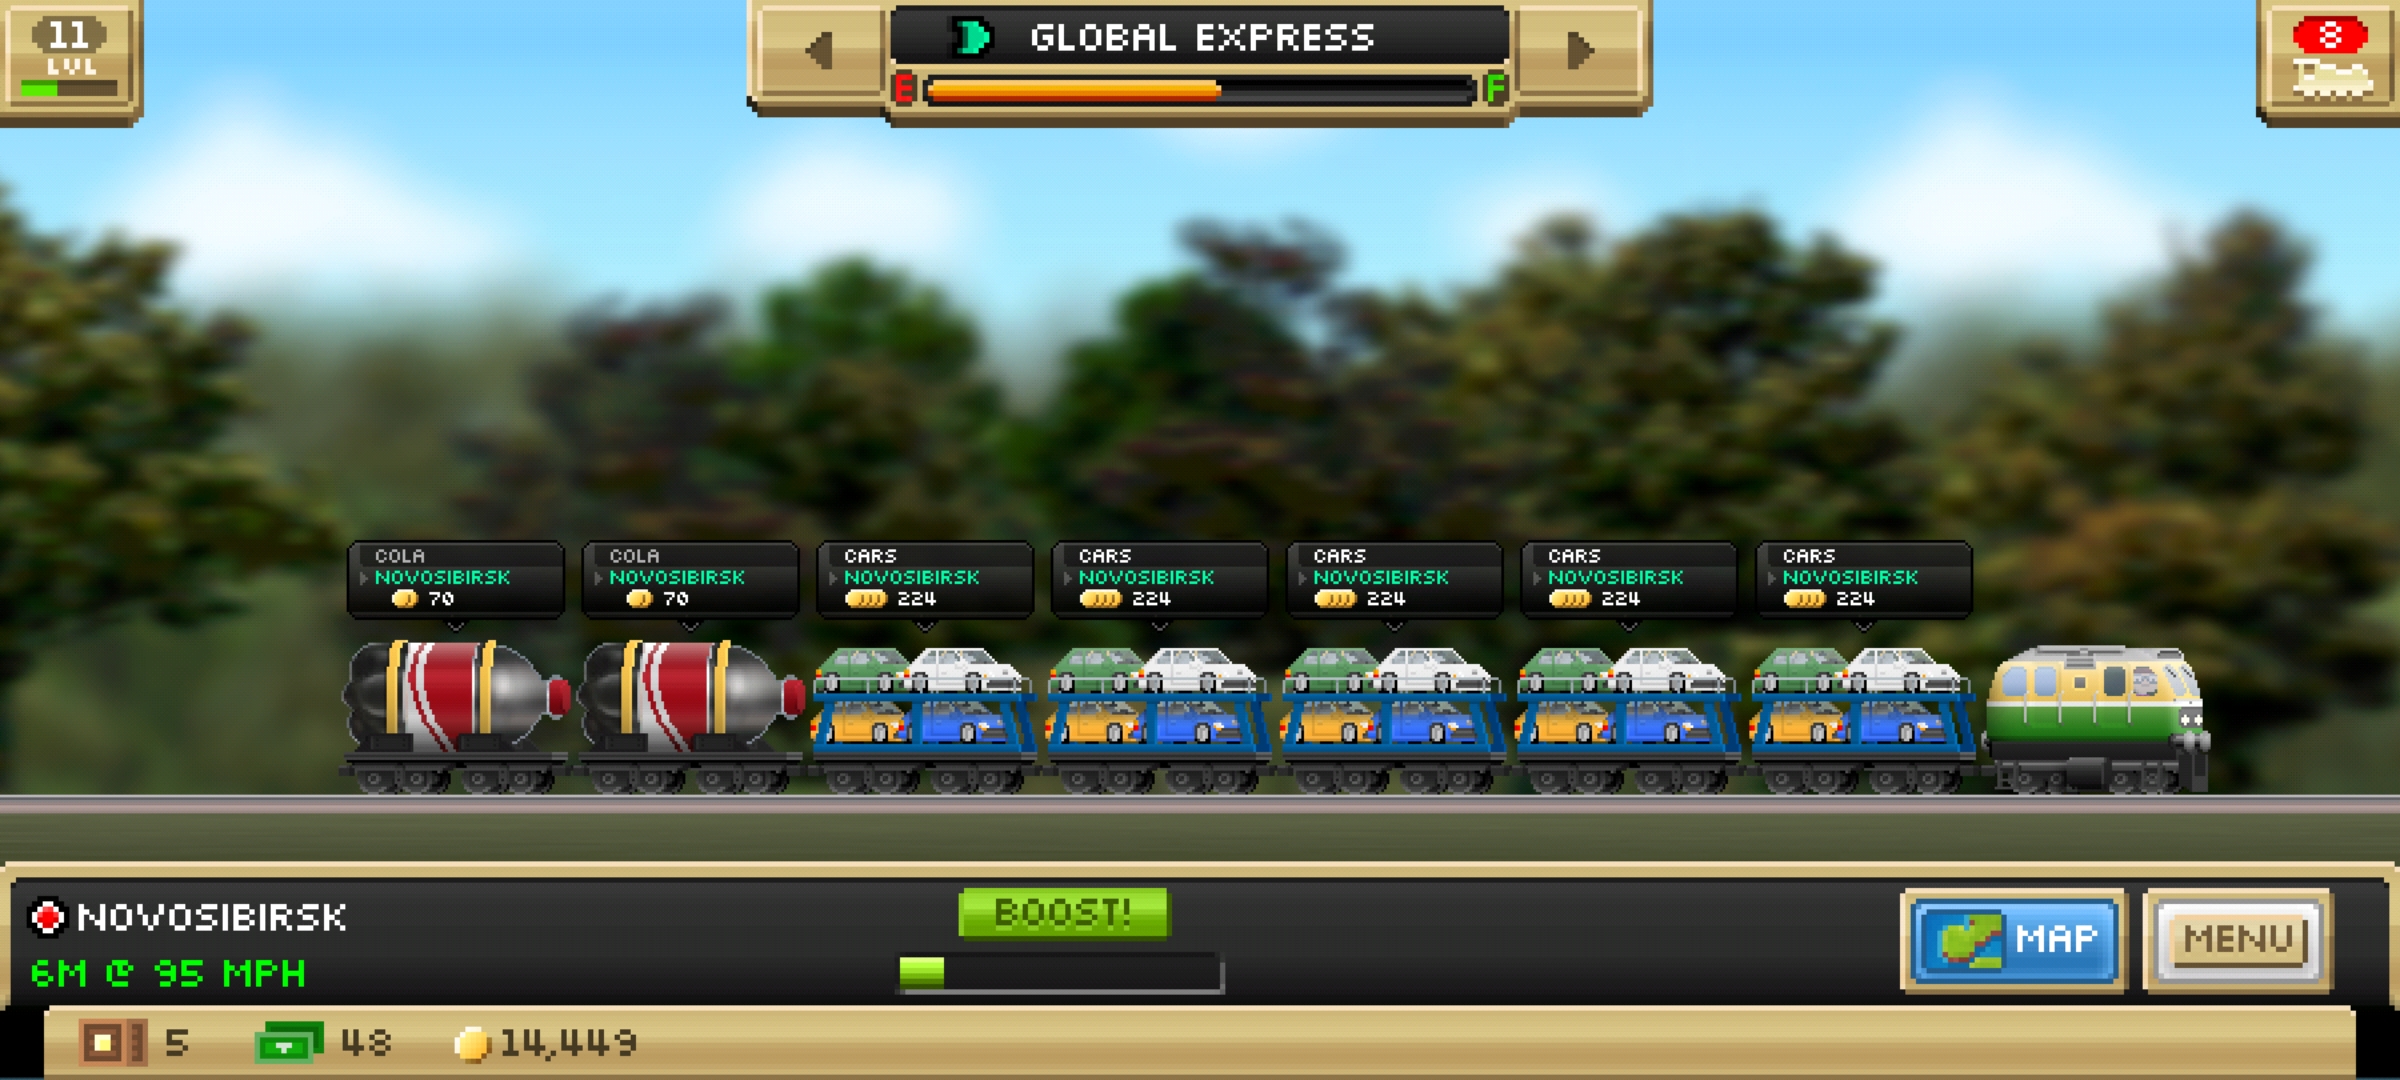 11
LVL
GLOBAL EXPRESS
E F
8
COLA
NOVOSIBIRSK
70
COLA
NOVOSIBIRSK
70
CARS
NOVOSIBIRSK
224
CARS
NOVOSIBIRSK
224
CARS
NOVOSIBIRSK
224
CARS
NOVOSIBIRSK
224
CARS
NOVOSIBIRSK
224
NOVOSIBIRSK
6M @ 95 MPH
BOOST!
MAP
MENU
5 48 14,449